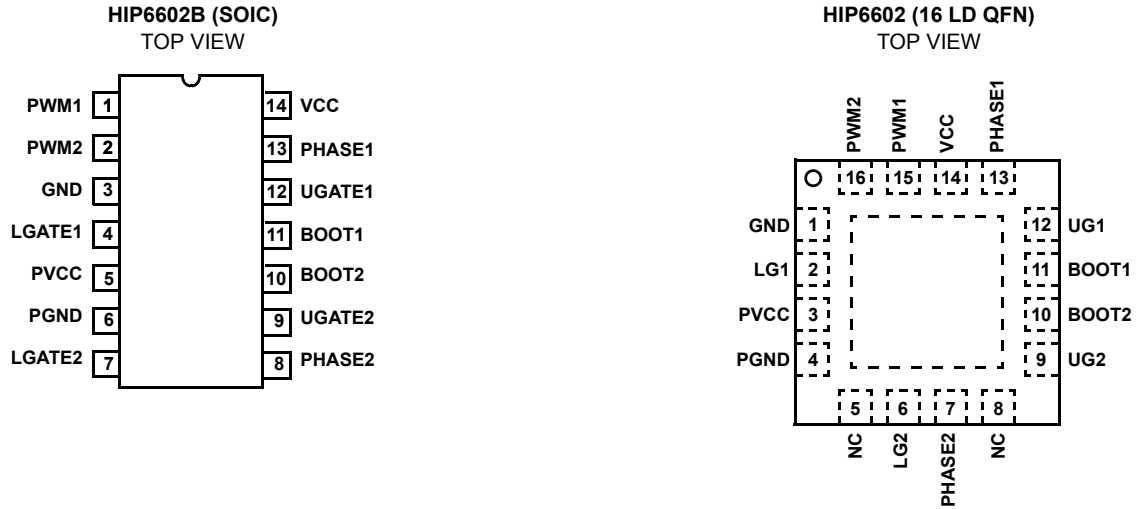 HIP6602B (SOIC)
TOP VIEW
PWM1 1
PWM2 2
GND 3
LGATE1 4
PVCC 5
PGND 6
LGATE2 7
14 VCC
13 PHASE1
12 UGATE1
11 BOOT1
10 BOOT2
9 UGATE2
8 PHASE2
HIP6602 (16 LD QFN)
TOP VIEW
PWM2
PWM1
VCC
PHASE1
16 15 14 13
GND 1
LG1 2
PVCC 3
PGND 4
12 UG1
11 BOOT1
10 BOOT2
9 UG2
5 6 7 8
NC
LG2
PHASE2
NC